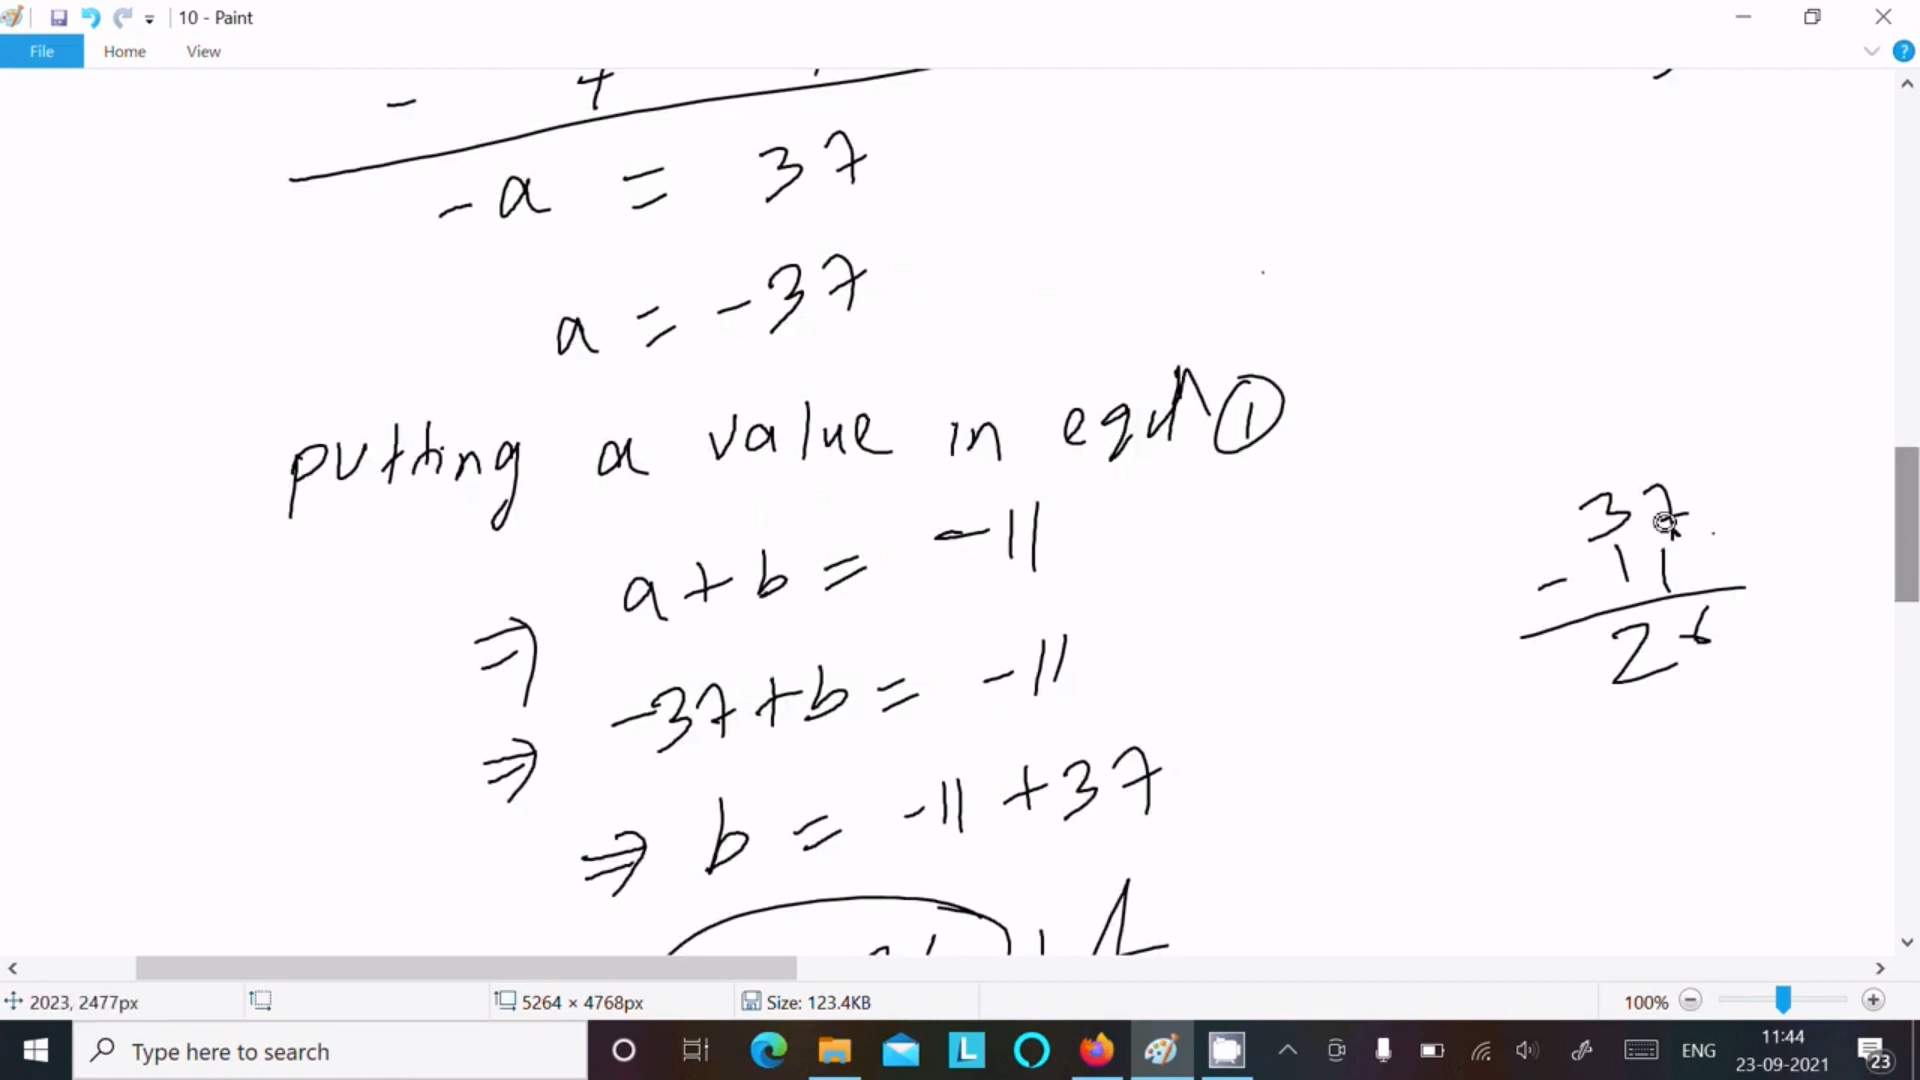 10 - Paint
File Home View
- +
-a = 37
a = -37
putting a value in eqn ①
a+b = -11
⇒
-37+b = -11
⇒
⇒ b = -11 +37
37
- 11
26
2023, 2477px
5264 × 4768px
Size: 123.4KB
100%
Type here to search
L
ENG
11:44
23-09-2021
23